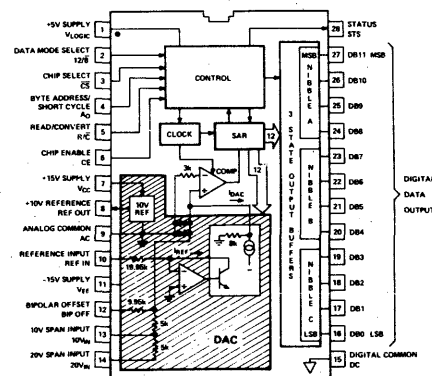 +5V SUPPLY
VLOGIC
1
DATA MODE SELECT
12/8
2
CHIP SELECT
CS
3
BYTE ADDRESS/
SHORT CYCLE
A0
4
READ/CONVERT
R/C
5
CHIP ENABLE
CE
6
+15V SUPPLY
VCC
7
+10V REFERENCE
REF OUT
8
ANALOG COMMON
AC
9
REFERENCE INPUT
REF IN
10
-15V SUPPLY
VEE
11
BIPOLAR OFFSET
BIP OFF
12
10V SPAN INPUT
10VIN
13
20V SPAN INPUT
20VIN
14
CONTROL
CLOCK
SAR
12
3k
COMP
12
IDAC
10V
REF
IREF
8k
19.95k
9.95k
5k
5k
DAC
3 STATE OUTPUT BUFFERS
MSB
NIBBLE A
NIBBLE B
NIBBLE C
LSB
28
STATUS
STS
27
DB11 MSB
26
DB10
25
DB9
24
DB8
23
DB7
22
DB6
21
DB5
20
DB4
19
DB3
18
DB2
17
DB1
16
DB0 LSB
15
DIGITAL COMMON
DC
DIGITAL
DATA
OUTPUT